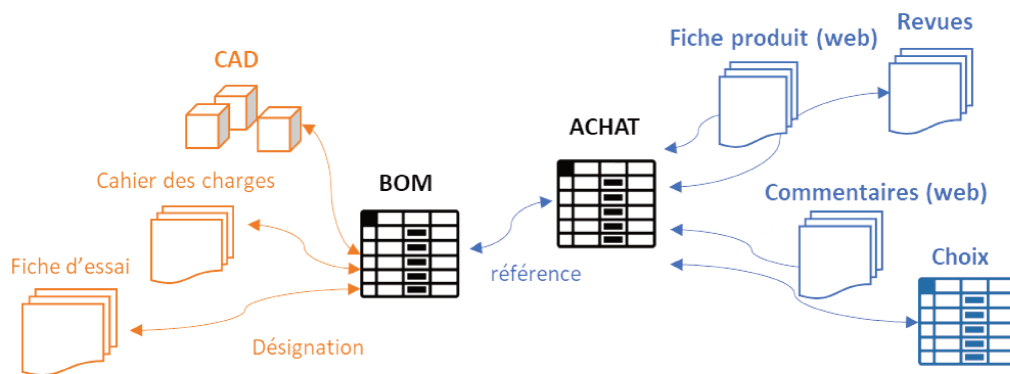 CAD
Cahier des charges
Fiche d’essai
Désignation
BOM
référence
ACHAT
Fiche produit (web)
Revues
Commentaires (web)
Choix